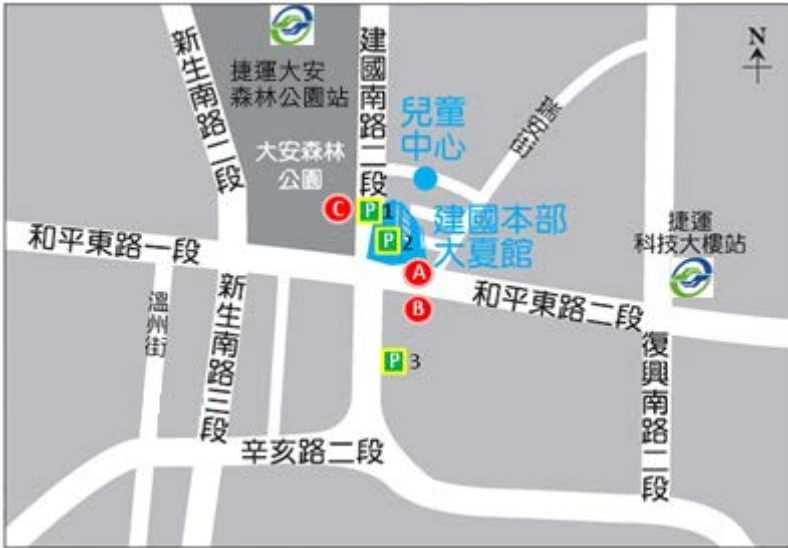 新生南路二段
捷運大安
森林公園站
建國南路二段
N
兒童
中心
瑞安街
大安森林
公園
C
P1
P2
建國本部
大夏館
捷運
科技大樓站
和平東路一段
A
和平東路二段
B
溫州街
新生南路三段
P3
復興南路二段
辛亥路二段